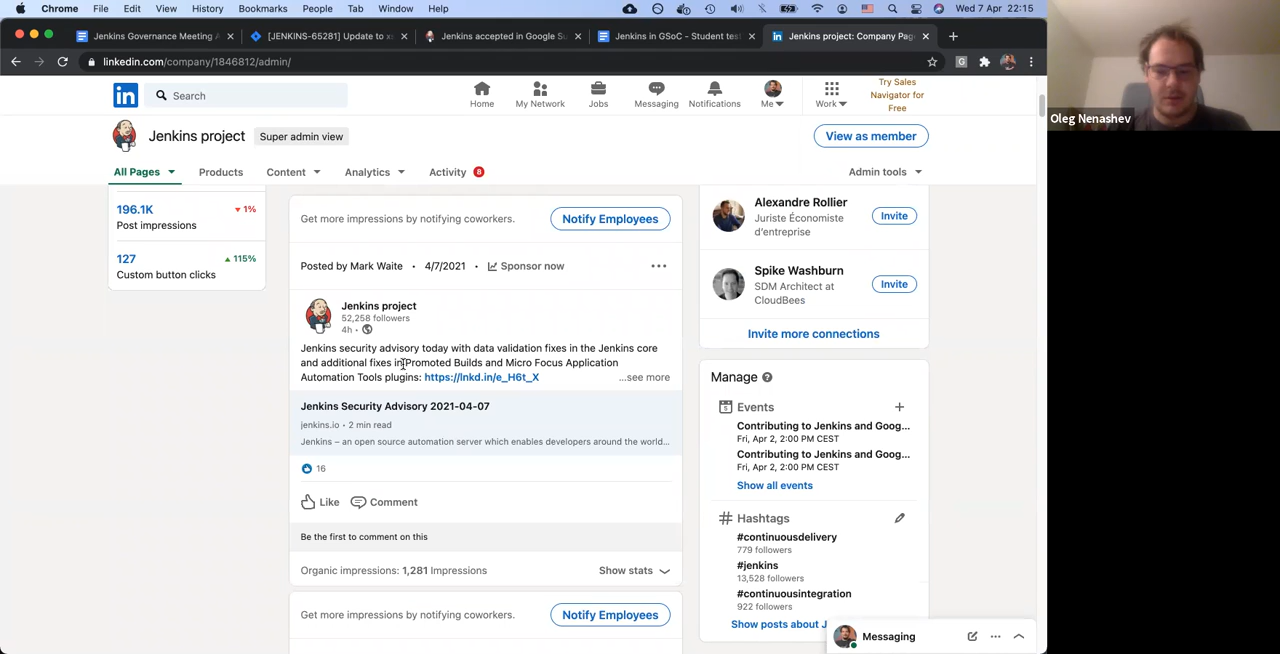 Chrome File Edit View History Bookmarks People Tab Window Help Wed 7 Apr 22:15
Jenkins Governance Meeting A
[JENKINS-65281] Update to x
Jenkins accepted in Google Su
Jenkins in GSoC - Student test
Jenkins project: Company Pag
linkedin.com/company/1846812/admin/
G
in
Search
Home
My Network
Jobs
Messaging
Notifications
Me
Work
Try Sales
Navigator for
Free
Jenkins project
Super admin view
View as member
All Pages
Products
Content
Analytics
Activity 8
Admin tools
196.1K 1%
Post impressions
127 115%
Custom button clicks
Get more impressions by notifying coworkers.
Notify Employees
Posted by Mark Waite • 4/7/2021 • Sponsor now
Jenkins project
52,258 followers
4h •
Jenkins security advisory today with data validation fixes in the Jenkins core
and additional fixes in Promoted Builds and Micro Focus Application
Automation Tools plugins: https://lnkd.in/e_H6t_X ...see more
Jenkins Security Advisory 2021-04-07
jenkins.io • 2 min read
Jenkins – an open source automation server which enables developers around the world...
16
Like
Comment
Be the first to comment on this
Organic impressions: 1,281 Impressions
Show stats
Get more impressions by notifying coworkers.
Notify Employees
Alexandre Rollier
Juriste Économiste
d'entreprise
Invite
Spike Washburn
SDM Architect at
CloudBees
Invite
Invite more connections
Manage ?
Events
Contributing to Jenkins and Goog...
Fri, Apr 2, 2:00 PM CEST
Contributing to Jenkins and Goog...
Fri, Apr 2, 2:00 PM CEST
Show all events
Hashtags
#continuousdelivery
779 followers
#jenkins
13,528 followers
#continuousintegration
922 followers
Show posts about J
Messaging
Oleg Nenashev